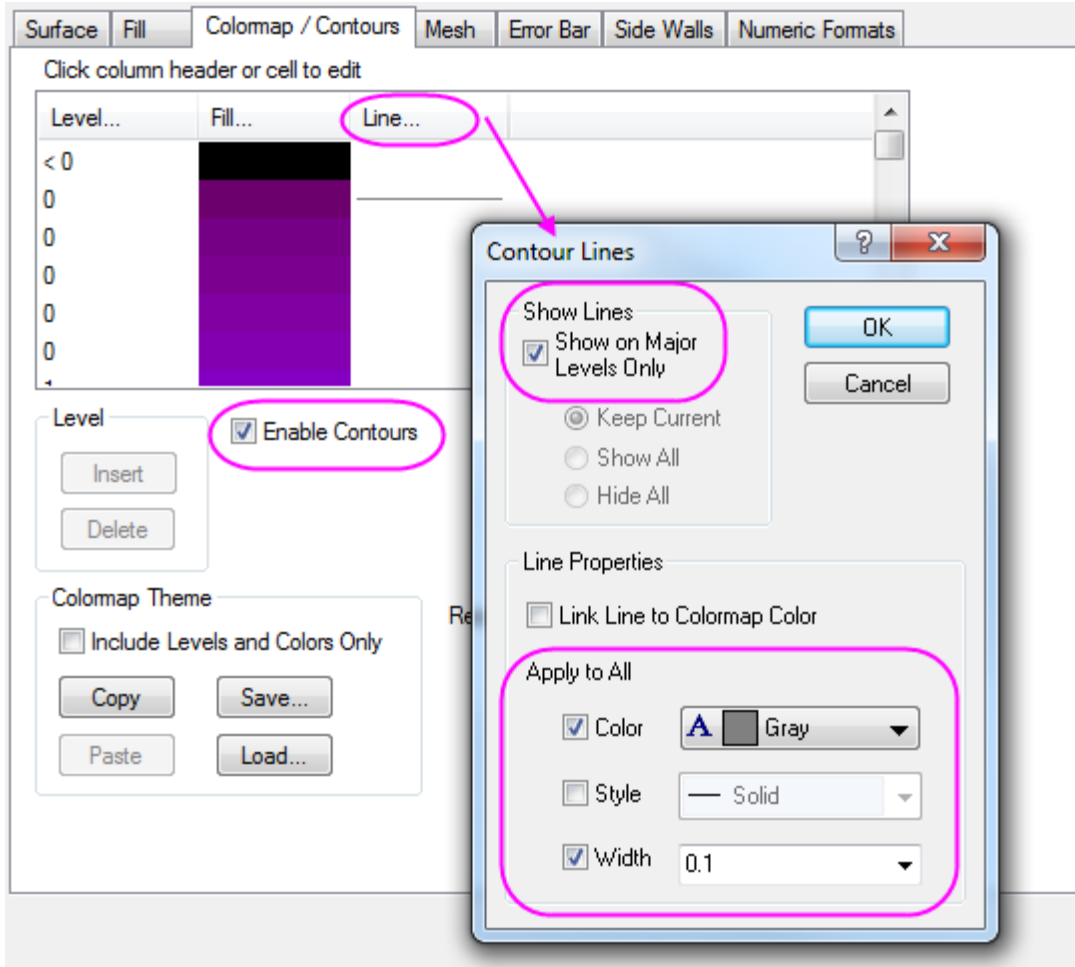 Surface Fill Colormap / Contours Mesh Error Bar Side Walls Numeric Formats
Click column header or cell to edit
Level... Fill... Line...
< 0
0
0
0
0
0
Level
Insert
Delete
Enable Contours
Colormap Theme
Include Levels and Colors Only
Copy Save...
Paste Load...
Re
Contour Lines
Show Lines
Show on Major
Levels Only
Keep Current
Show All
Hide All
OK
Cancel
Line Properties
Link Line to Colormap Color
Apply to All
Color A Gray
Style Solid
Width 0.1